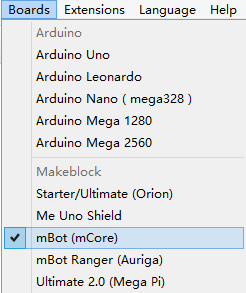 Boards Extensions Language Help
Arduino
Arduino Uno
Arduino Leonardo
Arduino Nano ( mega328 )
Arduino Mega 1280
Arduino Mega 2560
Makeblock
Starter/Ultimate (Orion)
Me Uno Shield
mBot (mCore)
mBot Ranger (Auriga)
Ultimate 2.0 (Mega Pi)